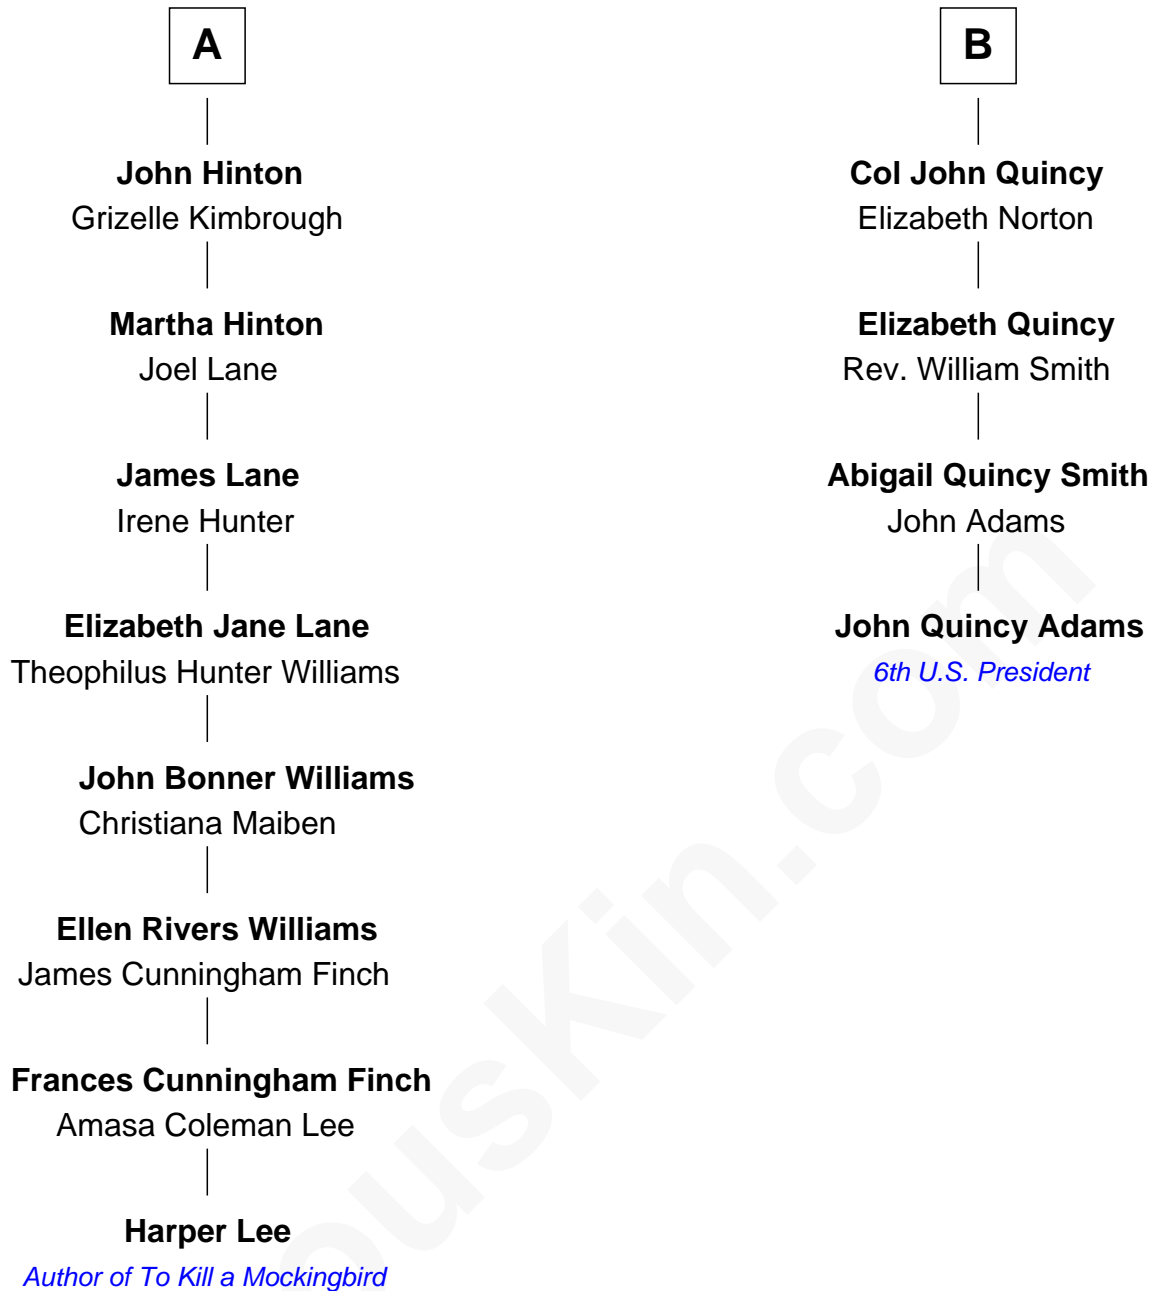 A
John Hinton
Grizelle Kimbrough
Martha Hinton
Joel Lane
James Lane
Irene Hunter
Elizabeth Jane Lane
Theophilus Hunter Williams
John Bonner Williams
Christiana Maiben
Ellen Rivers Williams
James Cunningham Finch
Frances Cunningham Finch
Amasa Coleman Lee
Harper Lee
Author of To Kill a Mockingbird
B
Col John Quincy
Elizabeth Norton
Elizabeth Quincy
Rev. William Smith
Abigail Quincy Smith
John Adams
John Quincy Adams
6th U.S. President
ousKin.com